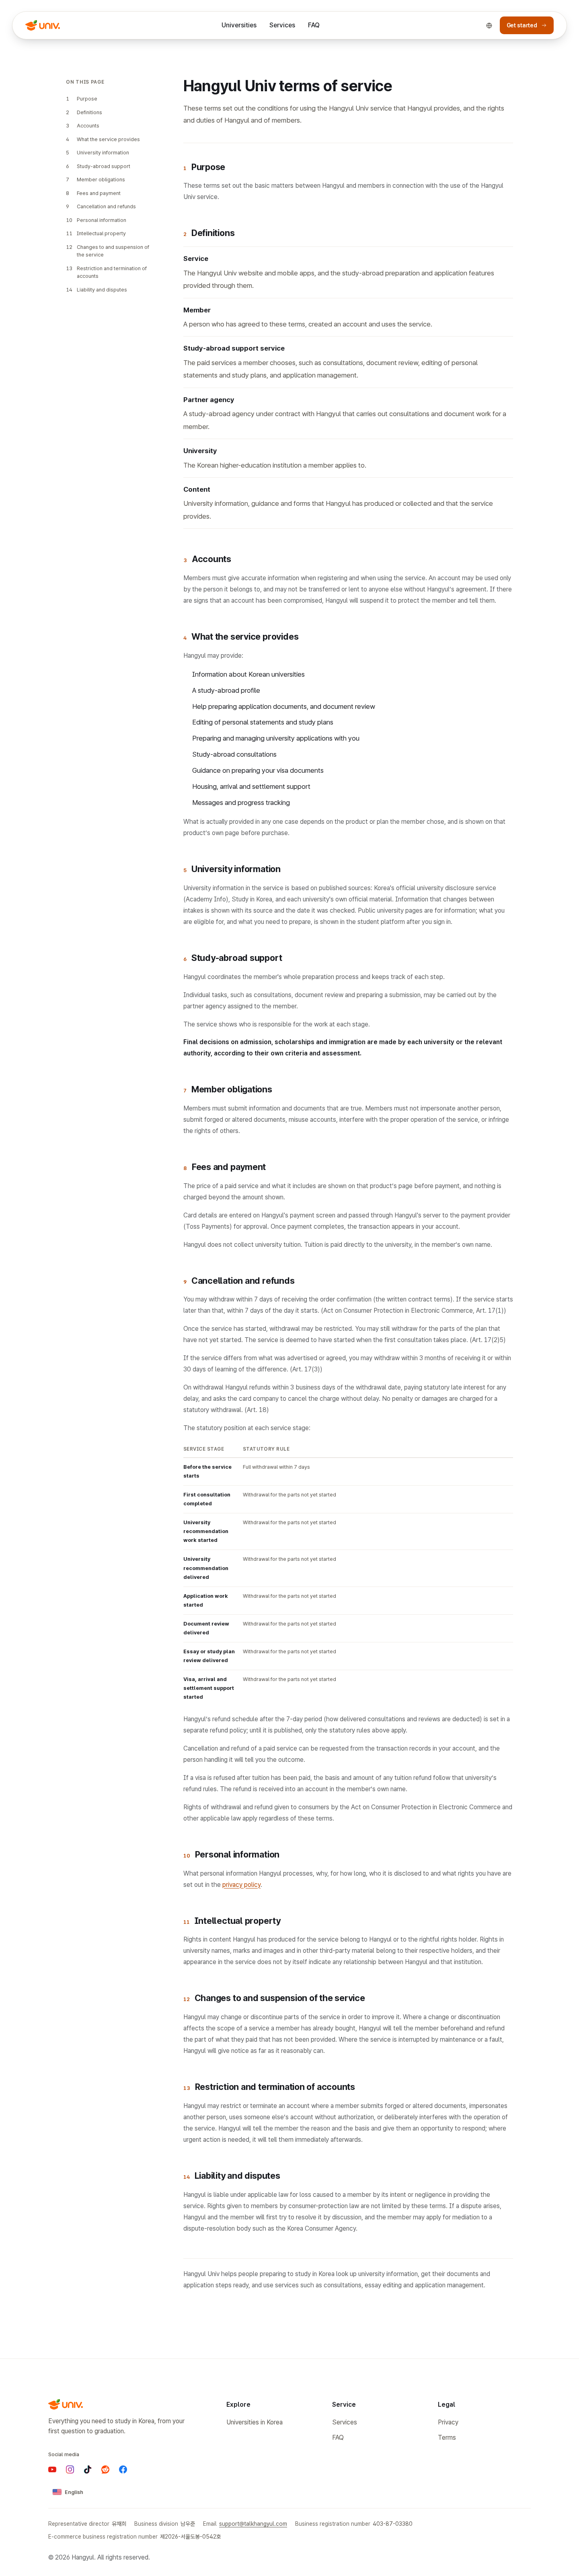 UNIV.
Universities
Services
FAQ
Get started →
ON THIS PAGE
1 Purpose
2 Definitions
3 Accounts
4 What the service provides
5 University information
6 Study-abroad support
7 Member obligations
8 Fees and payment
9 Cancellation and refunds
10 Personal information
11 Intellectual property
12 Changes to and suspension of
the service
13 Restriction and termination of
accounts
14 Liability and disputes
Hangyul Univ terms of service
These terms set out the conditions for using the Hangyul Univ service that Hangyul provides, and the rights
and duties of Hangyul and of members.
1 Purpose
These terms set out the basic matters between Hangyul and members in connection with the use of the Hangyul
Univ service.
2 Definitions
Service
The Hangyul Univ website and mobile apps, and the study-abroad preparation and application features
provided through them.
Member
A person who has agreed to these terms, created an account and uses the service.
Study-abroad support service
The paid services a member chooses, such as consultations, document review, editing of personal
statements and study plans, and application management.
Partner agency
A study-abroad agency under contract with Hangyul that carries out consultations and document work for a
member.
University
The Korean higher-education institution a member applies to.
Content
University information, guidance and forms that Hangyul has produced or collected and that the service
provides.
3 Accounts
Members must give accurate information when registering and when using the service. An account may be used only
by the person it belongs to, and may not be transferred or lent to anyone else without Hangyul's agreement. If there
are signs that an account has been compromised, Hangyul will suspend it to protect the member and tell them.
4 What the service provides
Hangyul may provide:
Information about Korean universities
A study-abroad profile
Help preparing application documents, and document review
Editing of personal statements and study plans
Preparing and managing university applications with you
Study-abroad consultations
Guidance on preparing your visa documents
Housing, arrival and settlement support
Messages and progress tracking
What is actually provided in any one case depends on the product or plan the member chose, and is shown on that
product's own page before purchase.
5 University information
University information in the service is based on published sources: Korea's official university disclosure service
(Academy Info), Study in Korea, and each university's own official material. Information that changes between
intakes is shown with its source and the date it was checked. Public university pages are for information; what you
are eligible for, and what you need to prepare, is shown in the student platform after you sign in.
6 Study-abroad support
Hangyul coordinates the member's whole preparation process and keeps track of each step.
Individual tasks, such as consultations, document review and preparing a submission, may be carried out by the
partner agency assigned to the member.
The service shows who is responsible for the work at each stage.
Final decisions on admission, scholarships and immigration are made by each university or the relevant
authority, according to their own criteria and assessment.
7 Member obligations
Members must submit information and documents that are true. Members must not impersonate another person,
submit forged or altered documents, misuse accounts, interfere with the proper operation of the service, or infringe
the rights of others.
8 Fees and payment
The price of a paid service and what it includes are shown on that product's page before payment, and nothing is
charged beyond the amount shown.
Card details are entered on Hangyul's payment screen and passed through Hangyul's server to the payment provider
(Toss Payments) for approval. Once payment completes, the transaction appears in your account.
Hangyul does not collect university tuition. Tuition is paid directly to the university, in the member's own name.
9 Cancellation and refunds
You may withdraw within 7 days of receiving the order confirmation (the written contract terms). If the service starts
later than that, within 7 days of the day it starts. (Act on Consumer Protection in Electronic Commerce, Art. 17(1))
Once the service has started, withdrawal may be restricted. You may still withdraw for the parts of the plan that
have not yet started. The service is deemed to have started when the first consultation takes place. (Art. 17(2)5)
If the service differs from what was advertised or agreed, you may withdraw within 3 months of receiving it or within
30 days of learning of the difference. (Art. 17(3))
On withdrawal Hangyul refunds within 3 business days of the withdrawal date, paying statutory late interest for any
delay, and asks the card company to cancel the charge without delay. No penalty or damages are charged for a
statutory withdrawal. (Art. 18)
The statutory position at each service stage:
SERVICE STAGE STATUTORY RULE
Before the service
starts
Full withdrawal within 7 days
First consultation
completed
Withdrawal for the parts not yet started
University
recommendation
work started
Withdrawal for the parts not yet started
University
recommendation
delivered
Withdrawal for the parts not yet started
Application work
started
Withdrawal for the parts not yet started
Document review
delivered
Withdrawal for the parts not yet started
Essay or study plan
review delivered
Withdrawal for the parts not yet started
Visa, arrival and
settlement support
started
Withdrawal for the parts not yet started
Hangyul's refund schedule after the 7-day period (how delivered consultations and reviews are deducted) is set in a
separate refund policy; until it is published, only the statutory rules above apply.
Cancellation and refund of a paid service can be requested from the transaction records in your account, and the
person handling it will tell you the outcome.
If a visa is refused after tuition has been paid, the basis and amount of any tuition refund follow that university's
refund rules. The refund is received into an account in the member's own name.
Rights of withdrawal and refund given to consumers by the Act on Consumer Protection in Electronic Commerce and
other applicable law apply regardless of these terms.
10 Personal information
What personal information Hangyul processes, why, for how long, who it is disclosed to and what rights you have are
set out in the privacy policy.
11 Intellectual property
Rights in content Hangyul has produced for the service belong to Hangyul or to the rightful rights holder. Rights in
university names, marks and images and in other third-party material belong to their respective holders, and their
appearance in the service does not by itself indicate any relationship between Hangyul and that institution.
12 Changes to and suspension of the service
Hangyul may change or discontinue parts of the service in order to improve it. Where a change or discontinuation
affects the scope of a service a member has already bought, Hangyul will tell the member beforehand and refund
the part of what they paid that has not been provided. Where the service is interrupted by maintenance or a fault,
Hangyul will give notice as far as it reasonably can.
13 Restriction and termination of accounts
Hangyul may restrict or terminate an account where a member submits forged or altered documents, impersonates
another person, uses someone else's account without authorization, or deliberately interferes with the operation of
the service. Hangyul will tell the member the reason and the basis and give them an opportunity to respond; where
urgent action is needed, it will tell them immediately afterwards.
14 Liability and disputes
Hangyul is liable under applicable law for loss caused to a member by its intent or negligence in providing the
service. Rights given to members by consumer-protection law are not limited by these terms. If a dispute arises,
Hangyul and the member will first try to resolve it by discussion, and the member may apply for mediation to a
dispute-resolution body such as the Korea Consumer Agency.
Hangyul Univ helps people preparing to study in Korea look up university information, get their documents and
application steps ready, and use services such as consultations, essay editing and application management.
UNIV.
Everything you need to study in Korea, from your
first question to graduation.
Social media
English
Explore
Universities in Korea
Service
Services
FAQ
Legal
Privacy
Terms
Representative director 유채의 Business division 남우준 Email support@talkhangyul.com Business registration number 403-87-03380
E-commerce business registration number 제2026-서울도봉-0542호
© 2026 Hangyul. All rights reserved.